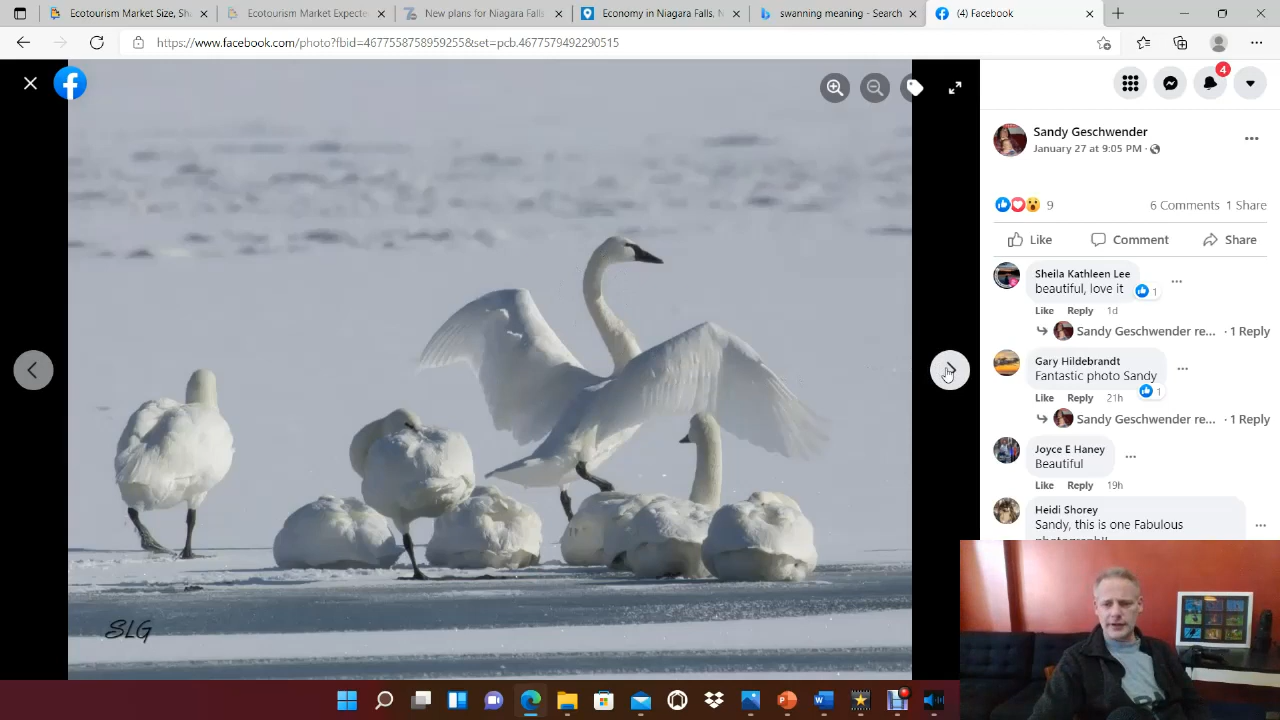 Ecotourism Market Size, Sh
Ecotourism Market Expecte
New plans for Niagara Falls
Economy in Niagara Falls, N
swanning meaning - Search
(4) Facebook
https://www.facebook.com/photo?fbid=4677558758959255&set=pcb.4677579492290515
4
Sandy Geschwender
January 27 at 9:05 PM ·
9
6 Comments 1 Share
Like
Comment
Share
Sheila Kathleen Lee
beautiful, love it
1
Like Reply 1d
Sandy Geschwender re... · 1 Reply
Gary Hildebrandt
Fantastic photo Sandy
1
Like Reply 21h
Sandy Geschwender re... · 1 Reply
Joyce E Haney
Beautiful
Like Reply 19h
Heidi Shorey
Sandy, this is one Fabulous
SLG